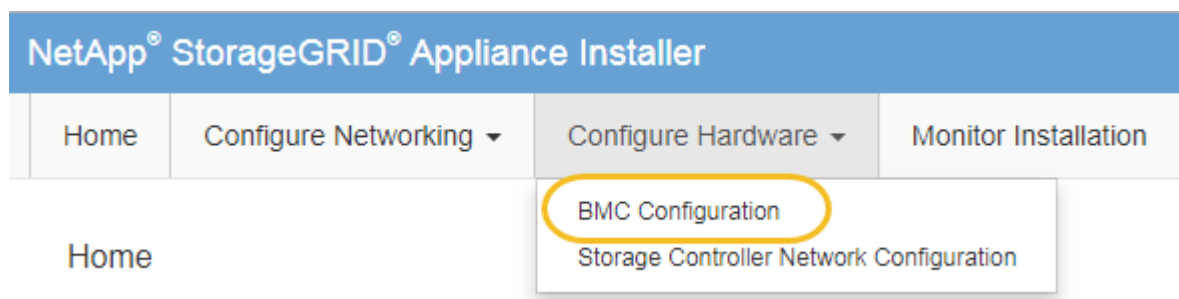 NetApp® StorageGRID® Appliance Installer
Home Configure Networking Configure Hardware Monitor Installation
BMC Configuration
Home
Storage Controller Network Configuration